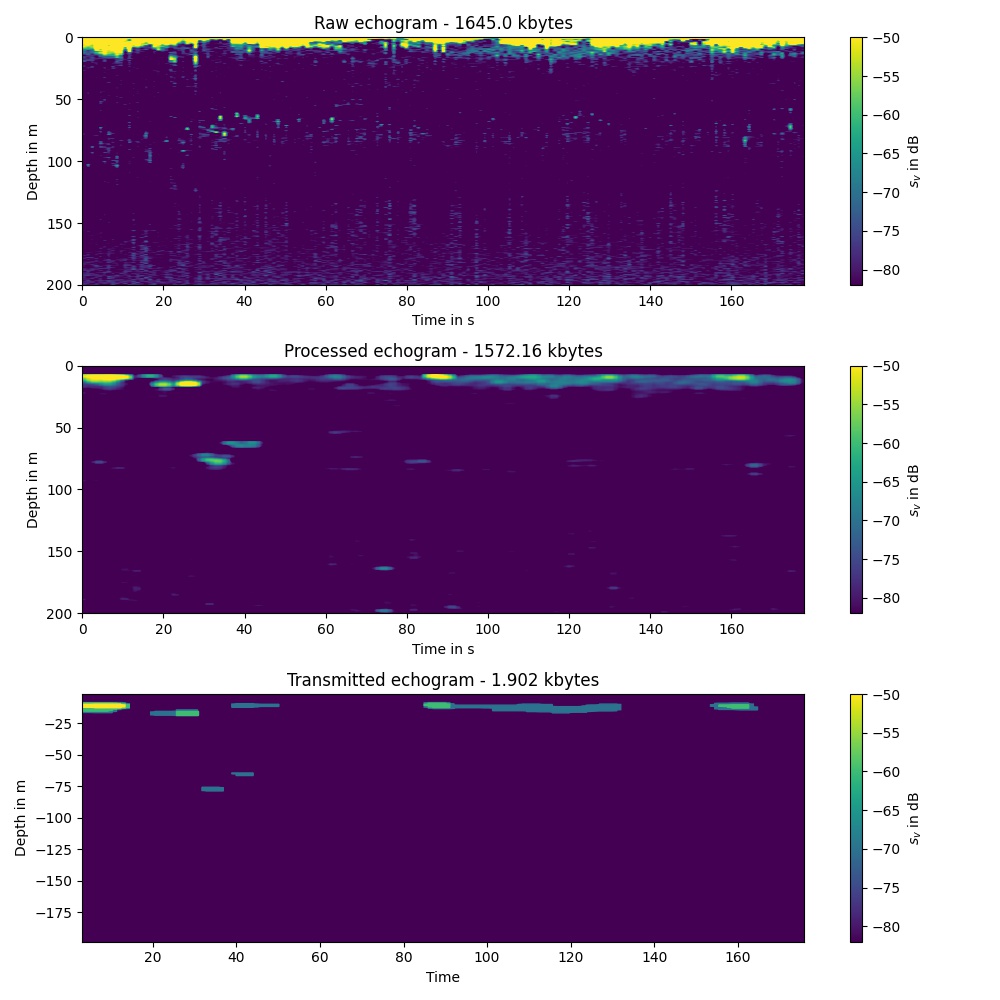 Raw echogram - 1645.0 kbytes
0
50
100
150
200
Depth in m
0 20 40 60 80 100 120 140 160
Time in s
−50
−55
−60
−65
−70
−75
−80
sv in dB
Processed echogram - 1572.16 kbytes
0
50
100
150
200
Depth in m
0 20 40 60 80 100 120 140 160
Time in s
−50
−55
−60
−65
−70
−75
−80
sv in dB
Transmitted echogram - 1.902 kbytes
−25
−50
−75
−100
−125
−150
−175
Depth in m
20 40 60 80 100 120 140 160
Time
−50
−55
−60
−65
−70
−75
−80
sv in dB